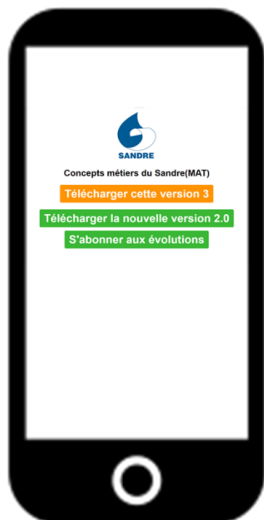 SANDRE
Concepts métiers du Sandre(MAT)
Télécharger cette version 3
Télécharger la nouvelle version 2.0
S'abonner aux évolutions